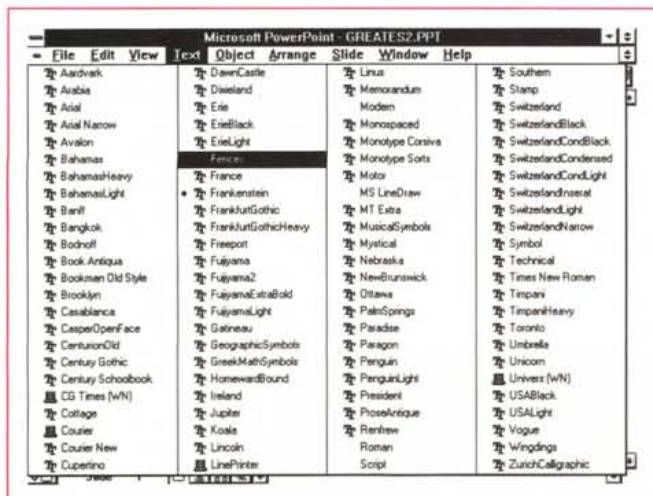 Microsoft PowerPoint - GREATES2.PPT
File Edit View Text Object Arrange Slide Window Help
Aardvark
Arabia
Arial
Arial Narrow
Avalon
Bahamas
BahamasHeavy
BahamasLight
Banff
Bangkok
Bodnoff
Book Antiqua
Bookman Old Style
Brooklyn
Casablanca
CasperOpenFace
CenturionOld
Century Gothic
Century Schoolbook
CG Times (WN)
Cottage
Courier
Courier New
Cupertino
DawnCastle
Dixieland
Erie
ErieBlack
ErieLight
Fences
France
Frankenstein
FrankfurtGothic
FrankfurtGothicHeavy
Freeport
Fujiyama
Fujiyama2
FujiyamaExtraBold
FujiyamaLight
Gatineau
GeographicSymbols
GreekMathSymbols
HomewardBound
Ireland
Jupiter
Koala
Lincoln
LinePrinter
Linus
Memorandum
Modern
Monospaced
Monotype Corsiva
Monotype Sorts
Motor
MS LineDraw
MT Extra
MusicalSymbols
Mystical
Nebraska
NewBrunswick
Ottawa
PalmSprings
Paradise
Paragon
Penguin
PenguinLight
President
ProseAntique
Renfrew
Roman
Script
Southern
Stamp
Switzerland
SwitzerlandBlack
SwitzerlandCondBlack
SwitzerlandCondensed
SwitzerlandCondLight
SwitzerlandInserat
SwitzerlandLight
SwitzerlandNarrow
Symbol
Technical
Times New Roman
Timpani
TimpaniHeavy
Toronto
Umbrella
Unicorn
Univers (WN)
USABlack
USALight
Vogue
Wingdings
ZurichCalligraphic